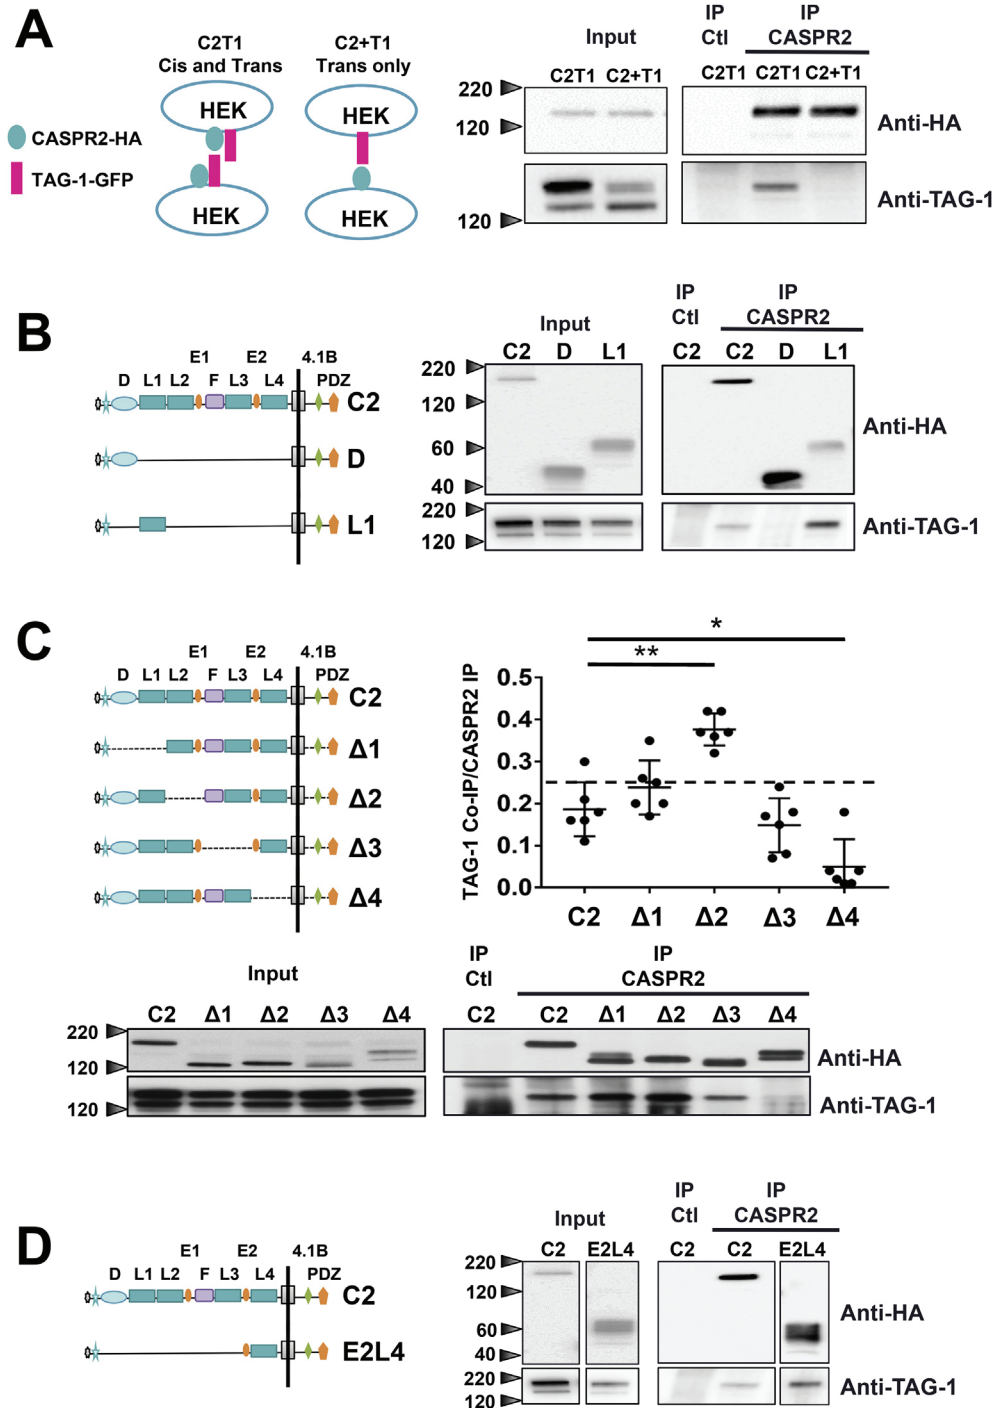 A
C2T1
Cis and Trans
C2+T1
Trans only
HEK
HEK
HEK
HEK
CASPR2-HA
TAG-1-GFP
Input
IP
Ctl
IP
CASPR2
C2T1 C2+T1
C2T1 C2T1 C2+T1
220
120
Anti-HA
120
Anti-TAG-1
B
E1 E2 4.1B
D L1 L2 F L3 L4 PDZ
C2
D
L1
Input
IP
Ctl
IP
CASPR2
C2 D L1
C2 C2 D L1
220
120
60
40
Anti-HA
220
120
Anti-TAG-1
C
E1 E2 4.1B
D L1 L2 F L3 L4 PDZ
C2
Δ1
Δ2
Δ3
Δ4
TAG-1 Co-IP/CASPR2 IP
*
**
0.5
0.4
0.3
0.2
0.1
0.0
C2 Δ1 Δ2 Δ3 Δ4
Input
IP
Ctl
IP
CASPR2
C2 Δ1 Δ2 Δ3 Δ4
C2 C2 Δ1 Δ2 Δ3 Δ4
220
120
Anti-HA
120
Anti-TAG-1
D
E1 E2 4.1B
D L1 L2 F L3 L4 PDZ
C2
E2L4
Input
IP
Ctl
IP
CASPR2
C2 E2L4
C2 C2 E2L4
220
120
60
40
Anti-HA
220
120
Anti-TAG-1